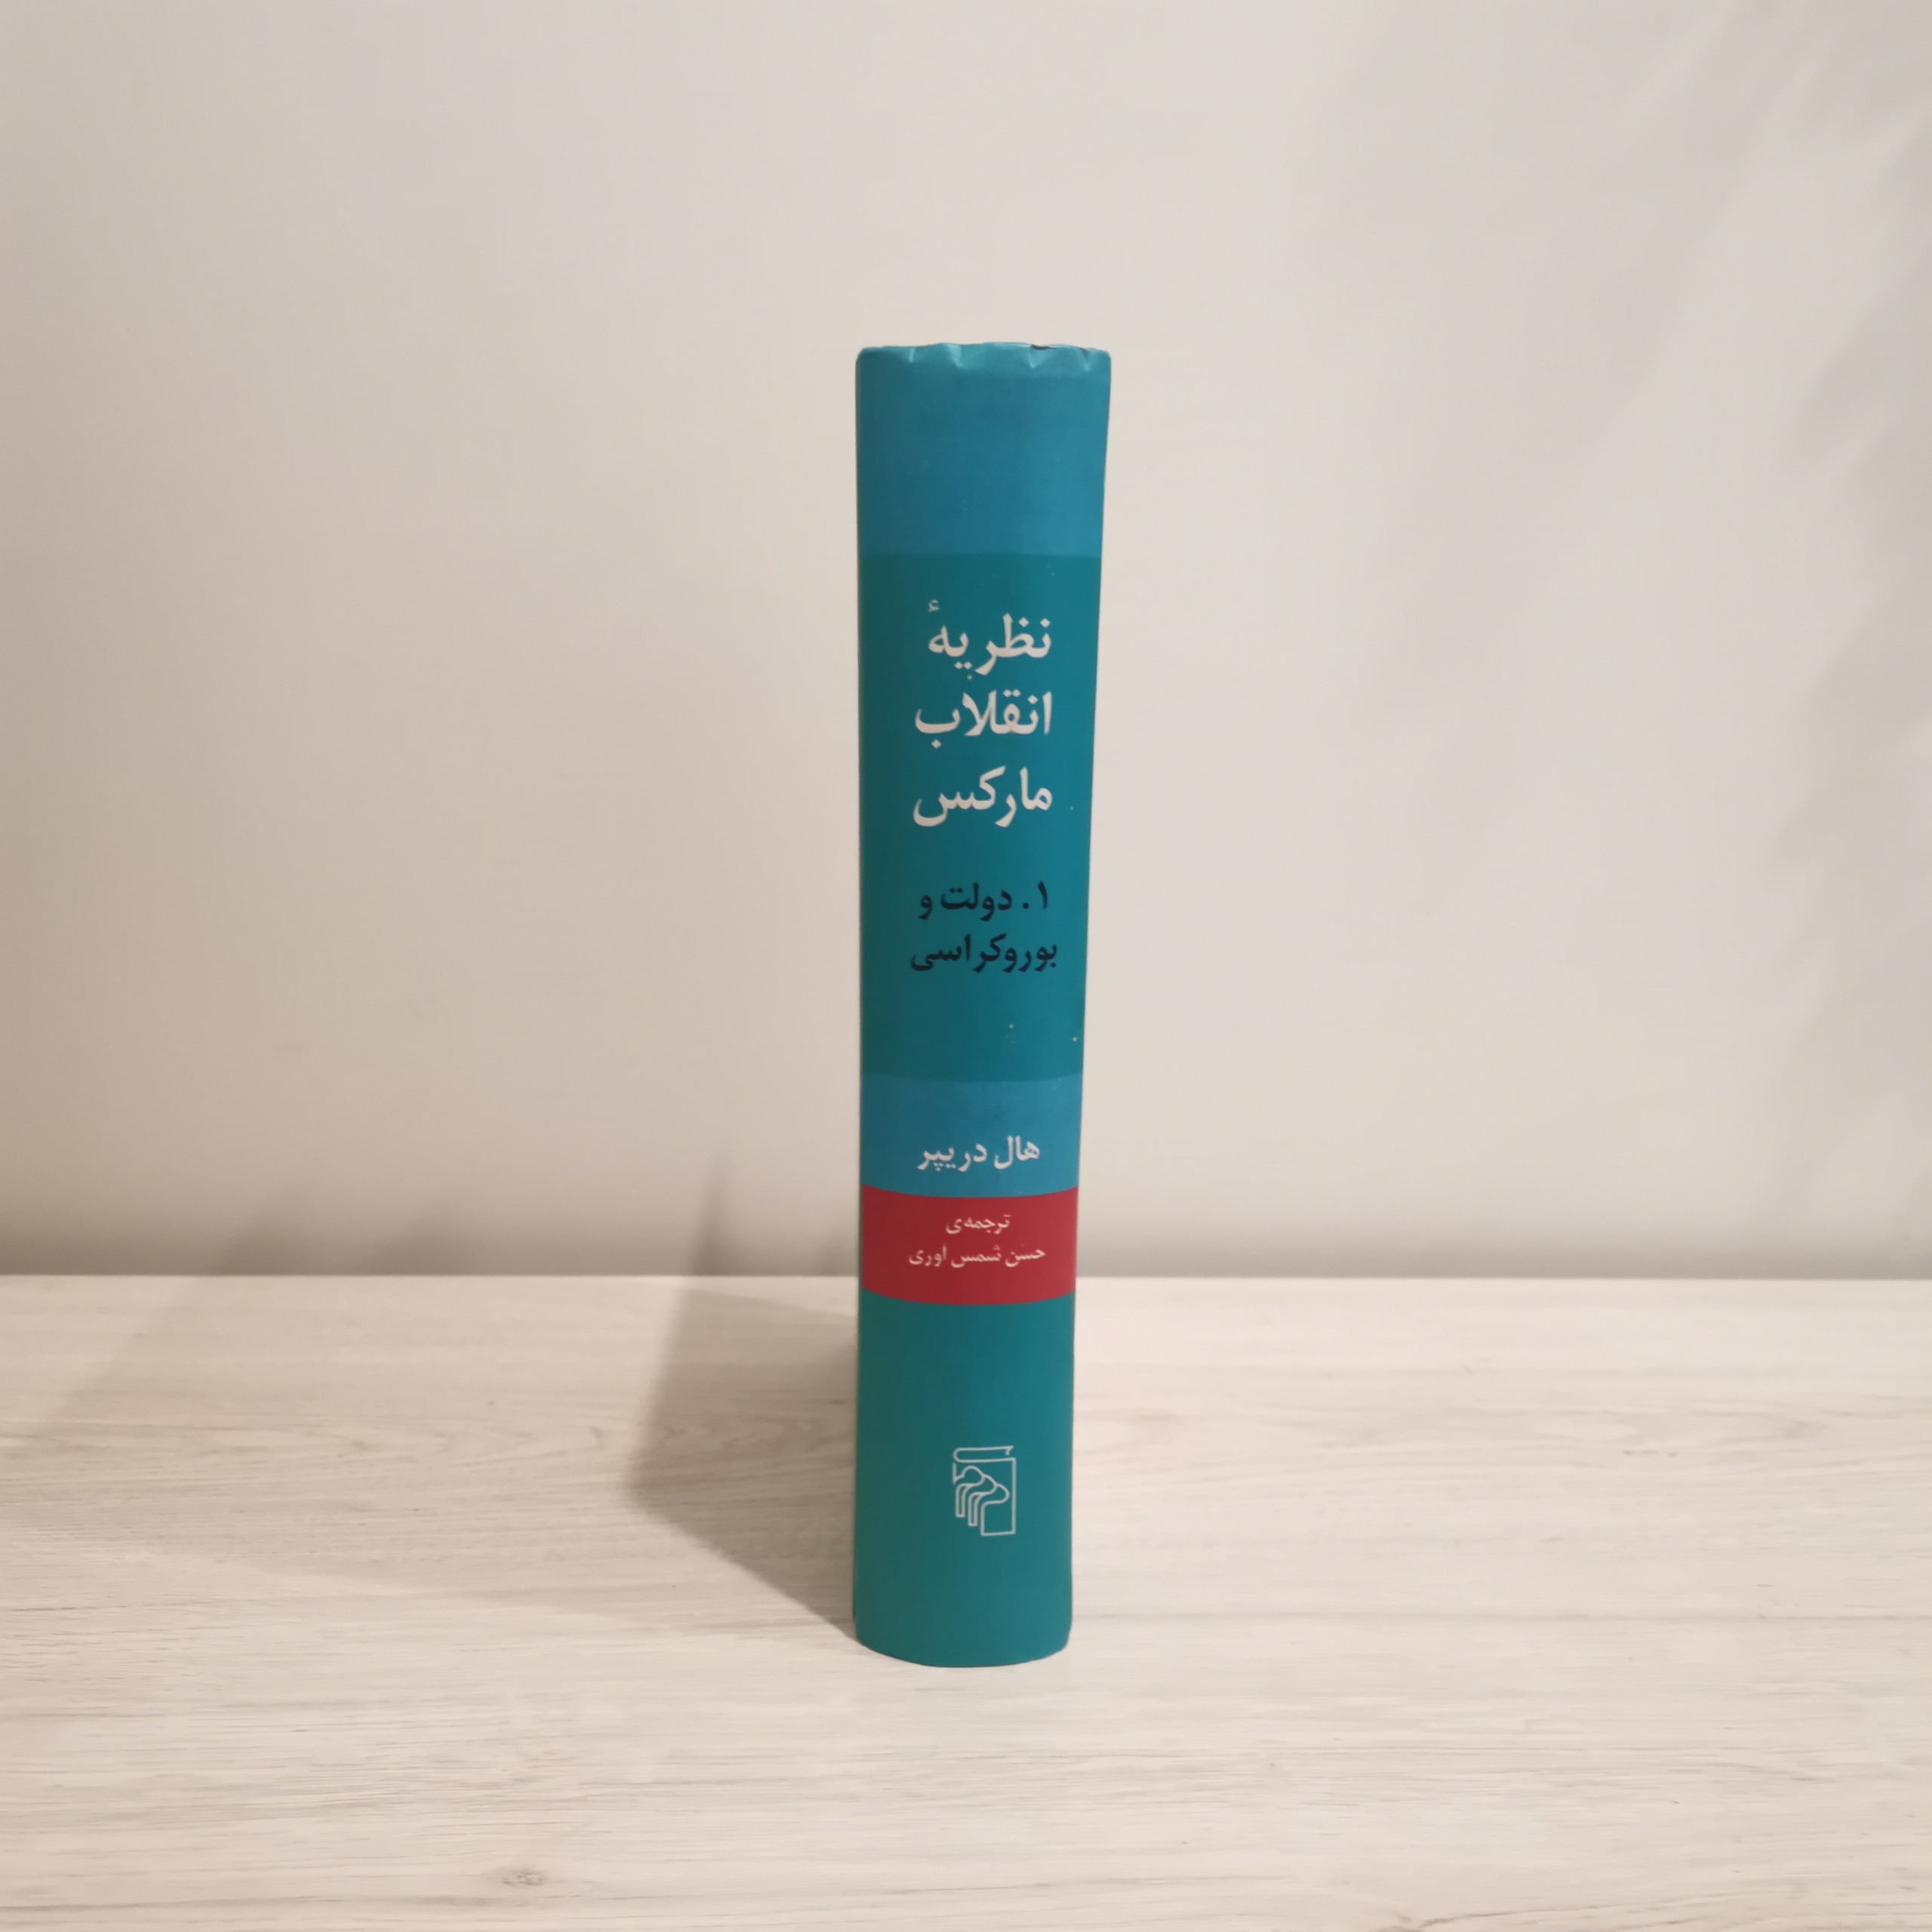 نظریهٔ
انقلاب
مارکس
۱. دولت و
بوروکراسی
هال دریپر
ترجمه‌ی
حسن شمس آوری